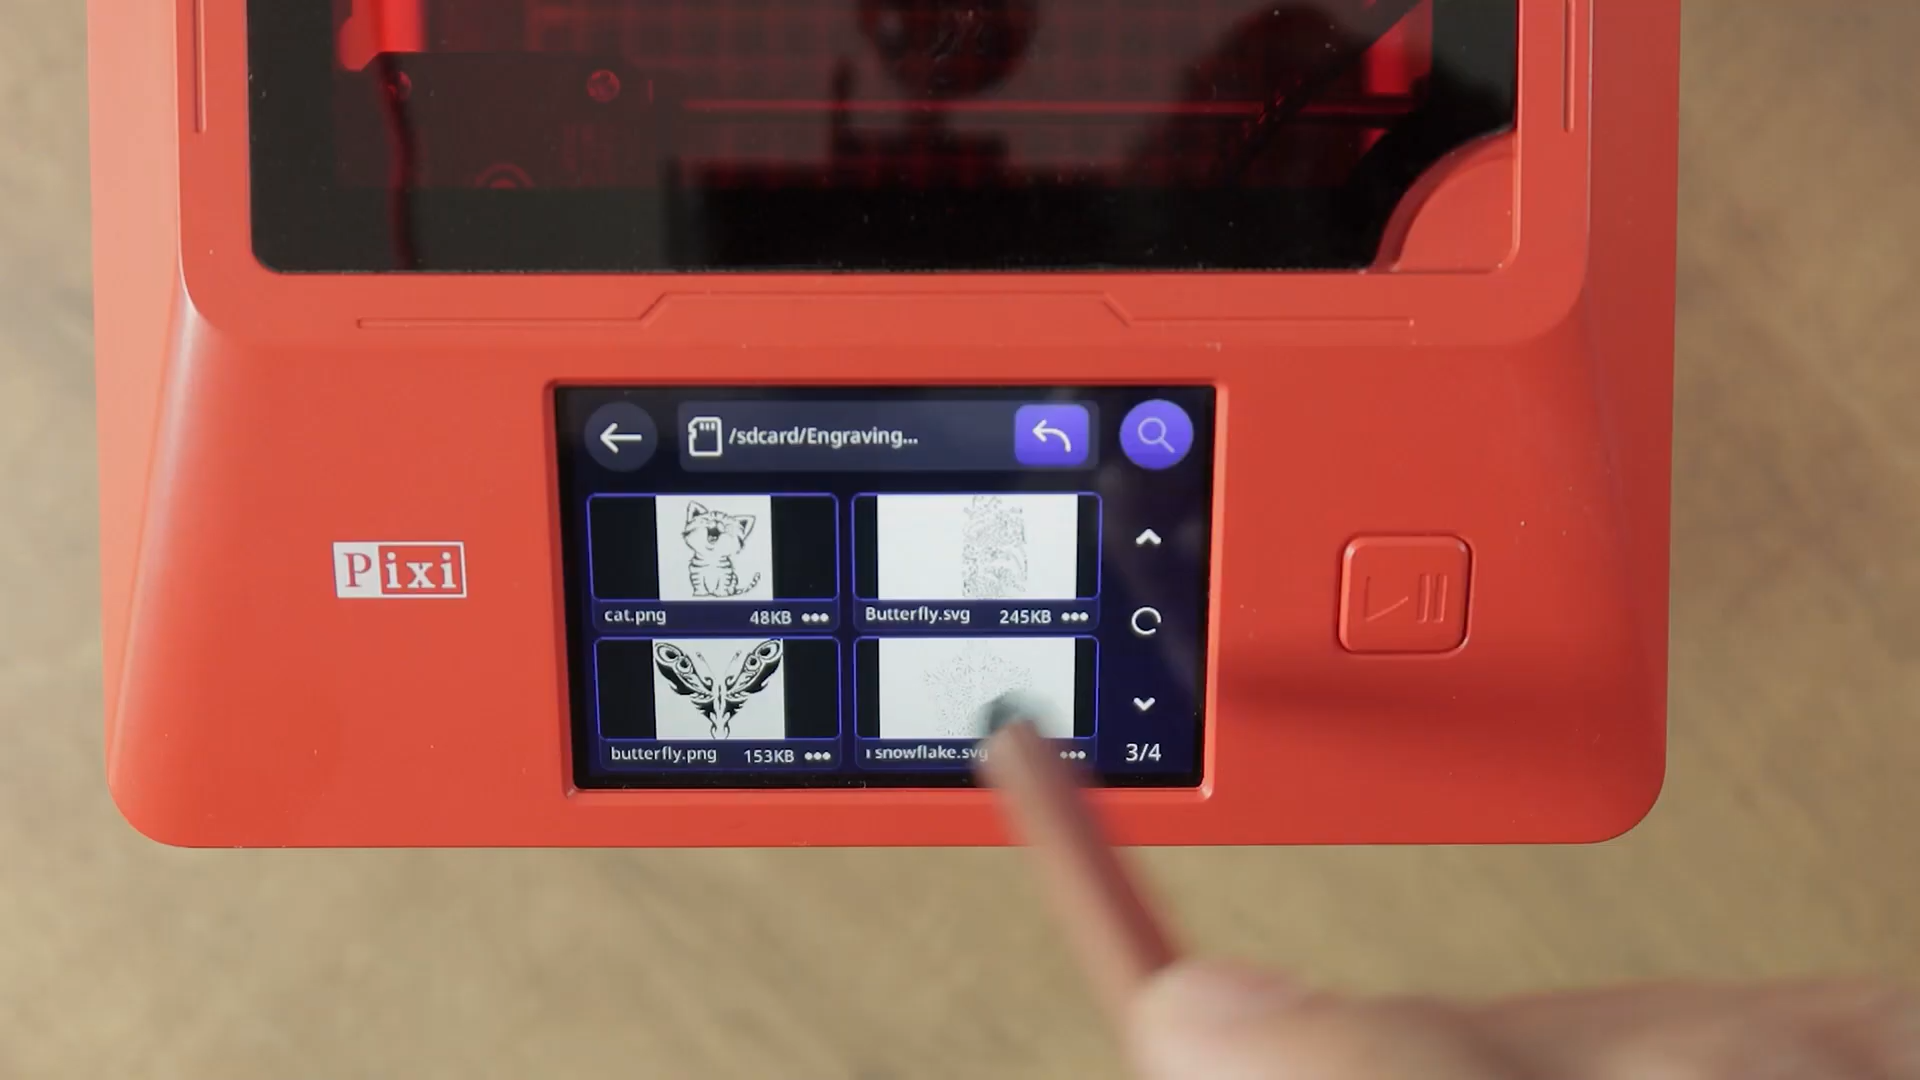 /sdcard/Engraving...
cat.png 48KB
Butterfly.svg 245KB
Pixi
butterfly.png 153KB
snowflake.svg
3/4